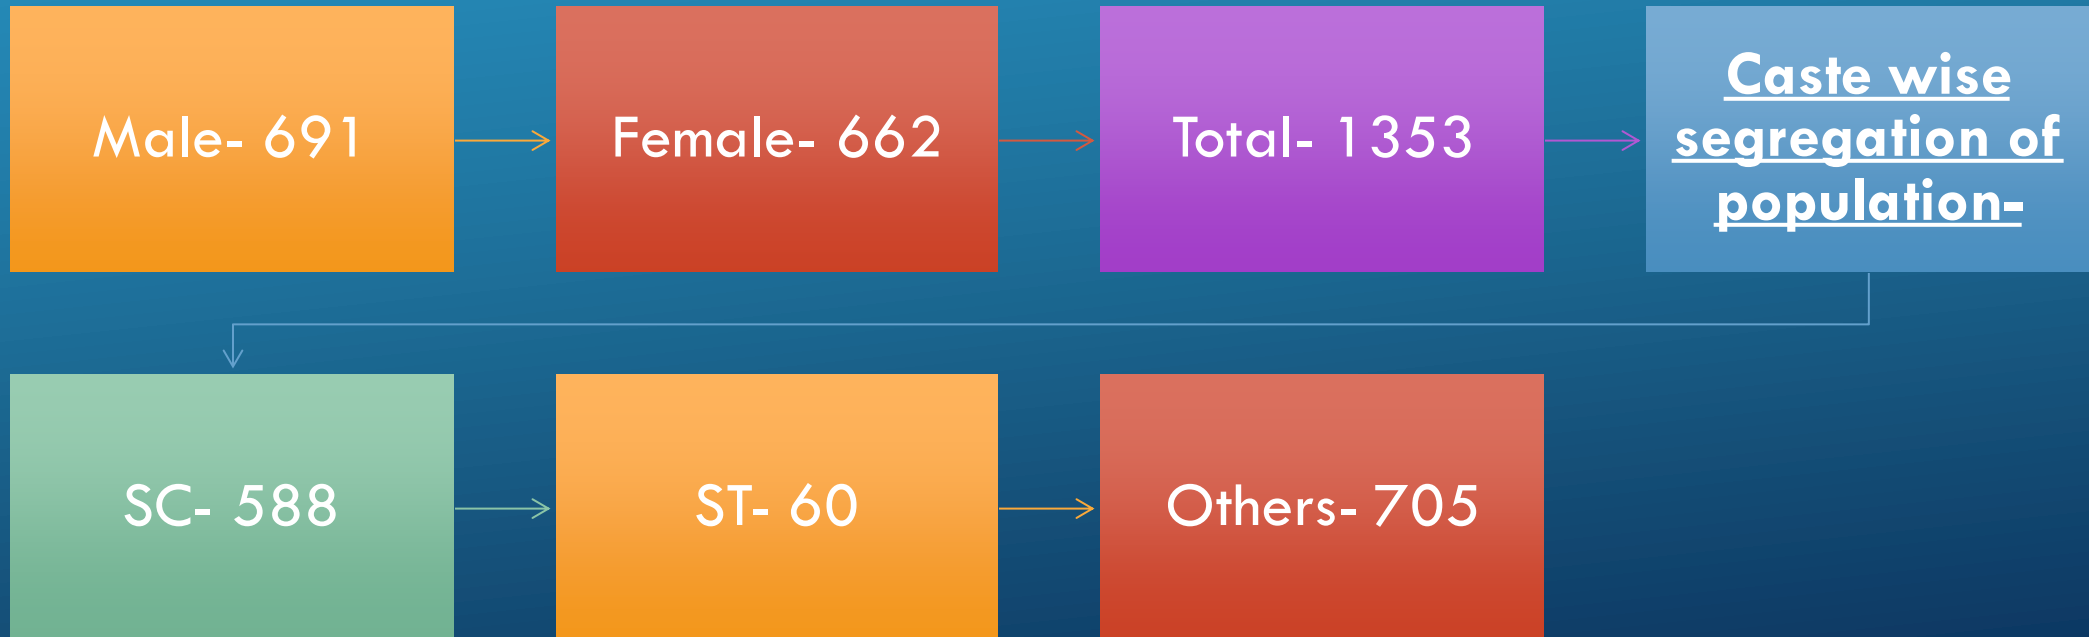 Male- 691
Female- 662
Total- 1353
Caste wise
segregation of
population-
SC- 588
ST- 60
Others- 705